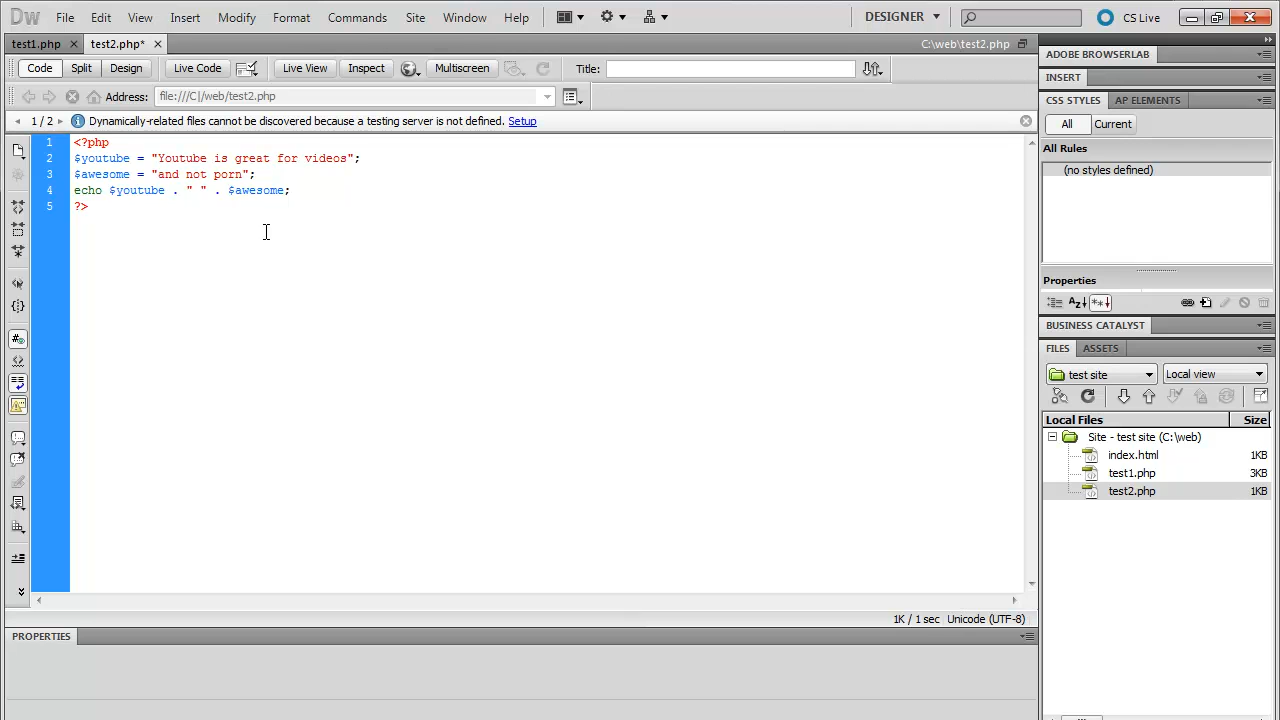 Dw File Edit View Insert Modify Format Commands Site Window Help DESIGNER CS Live
test1.php × test2.php* × C:\web\test2.php
Code Split Design Live Code Live View Inspect Multiscreen Title:
Address: file:///C|/web/test2.php
1 / 2 Dynamically-related files cannot be discovered because a testing server is not defined. Setup
1 <?php
2 $youtube = "Youtube is great for videos";
3 $awesome = "and not porn";
4 echo $youtube . " " . $awesome;
5 ?>
1K / 1 sec Unicode (UTF-8)
PROPERTIES
ADOBE BROWSERLAB
INSERT
CSS STYLES AP ELEMENTS
All Current
All Rules
(no styles defined)
Properties
BUSINESS CATALYST
FILES ASSETS
test site Local view
Local Files Size
Site - test site (C:\web)
index.html 1KB
test1.php 3KB
test2.php 1KB